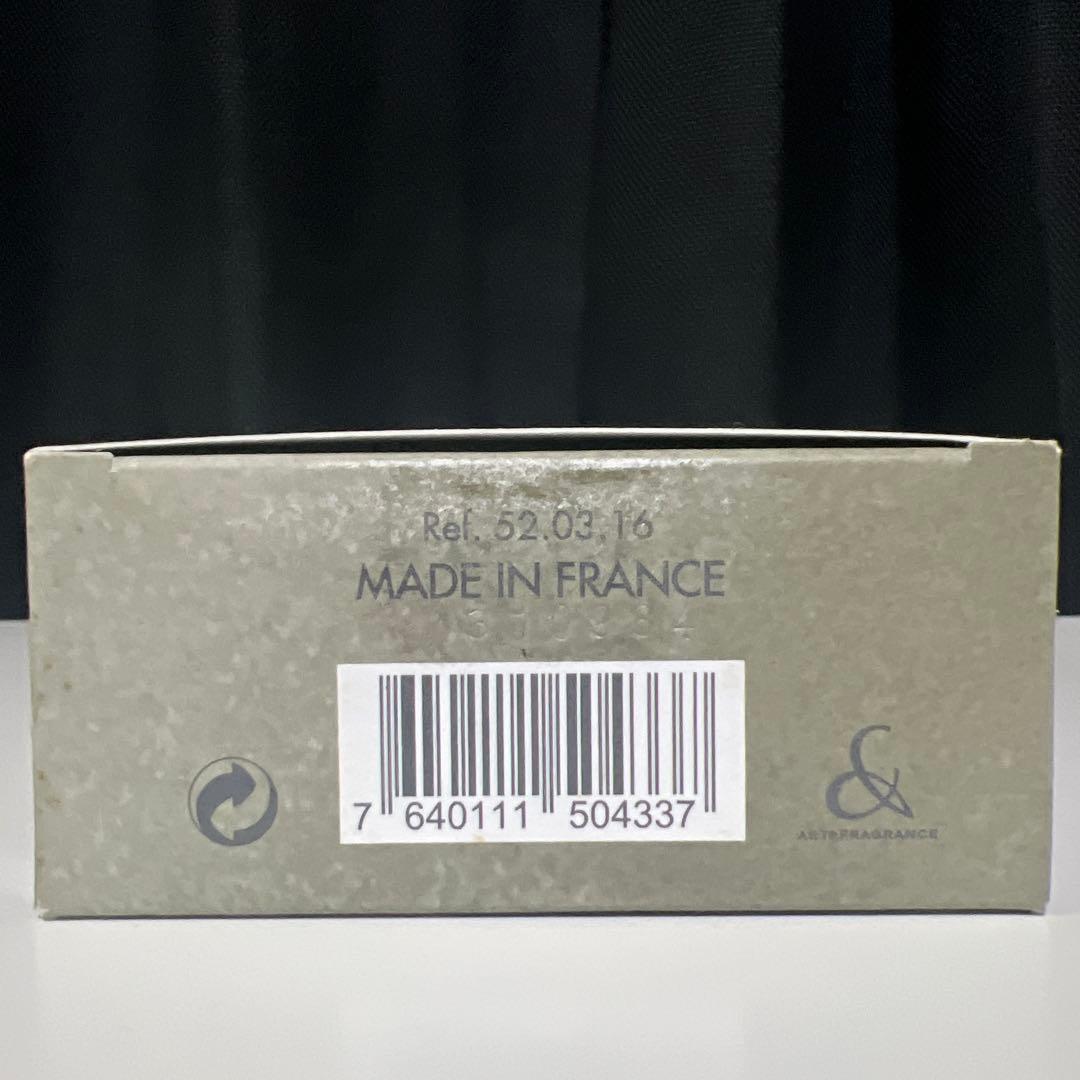 Ref. 52.03.16
MADE IN FRANCE
7 640111 504337
&
ART&FRAGRANCE